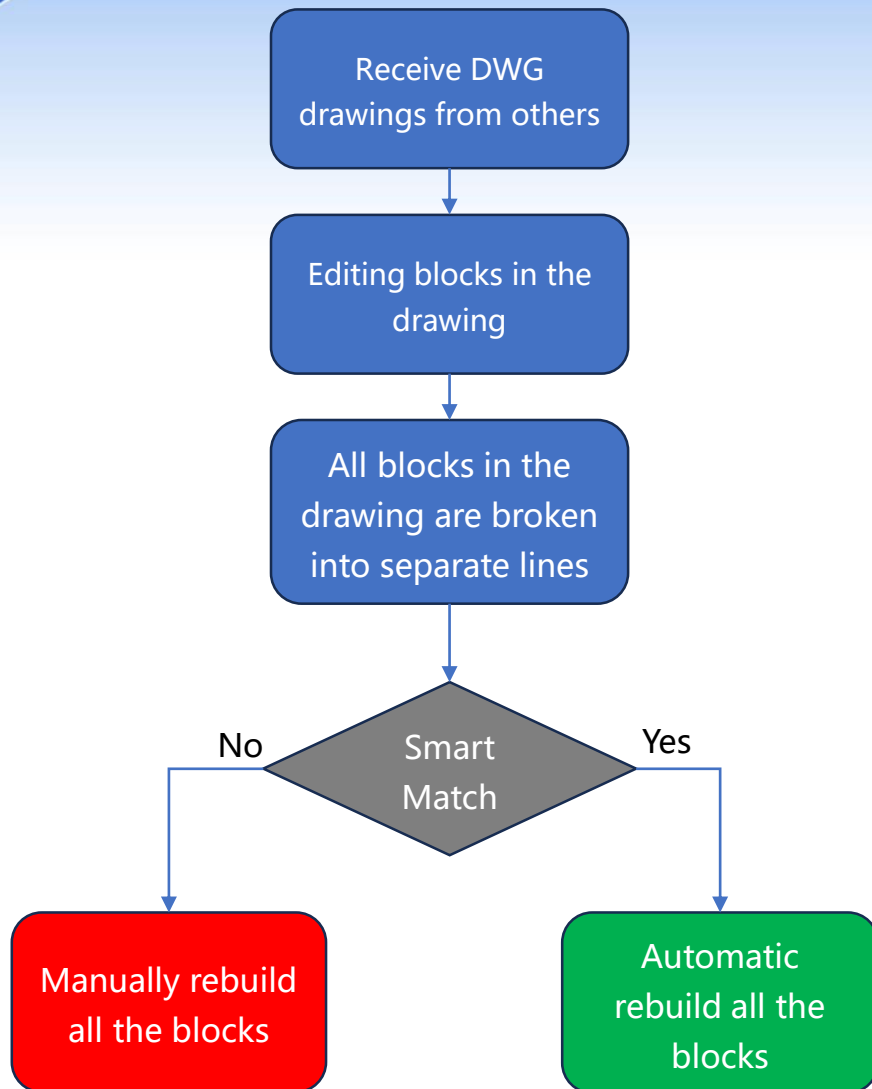 Receive DWG
drawings from others
Editing blocks in the
drawing
All blocks in the
drawing are broken
into separate lines
Smart
Match
No
Yes
Manually rebuild
all the blocks
Automatic
rebuild all the
blocks